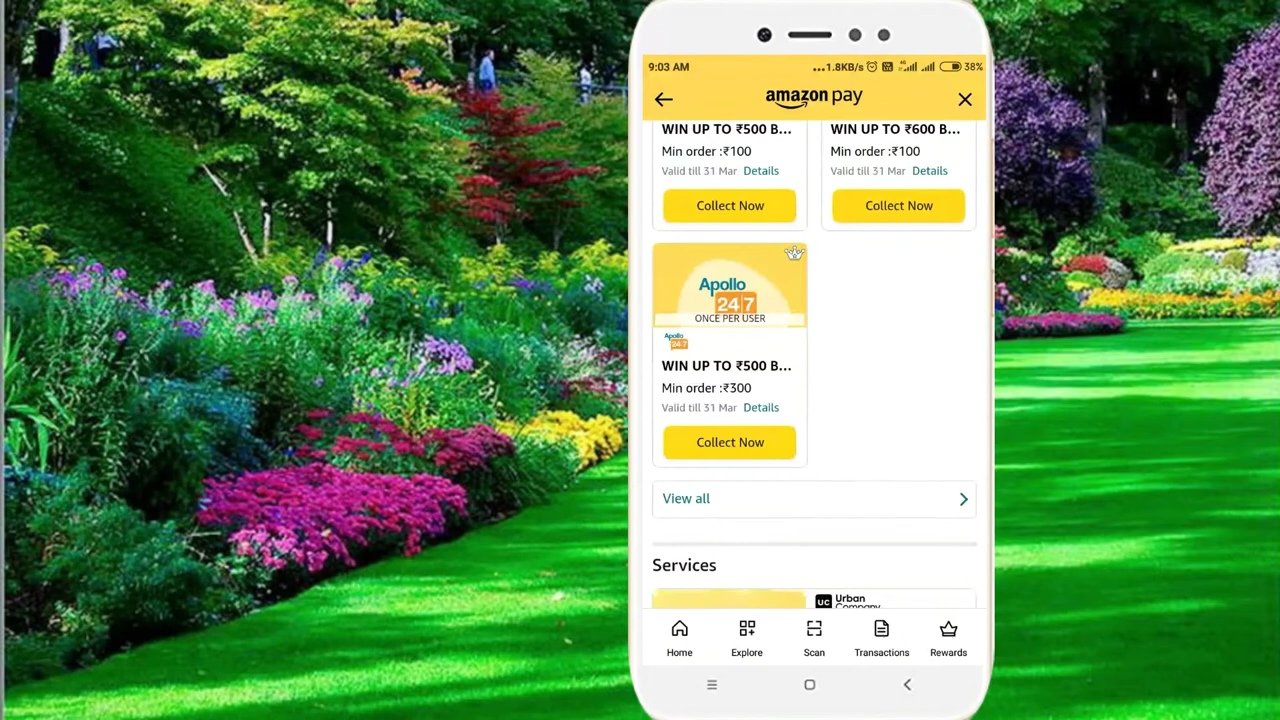 9:03 AM
...1.8KB/s
4G
38%
amazon pay
WIN UP TO ₹500 B...
Min order :₹100
Valid till 31 Mar Details
Collect Now
WIN UP TO ₹600 B...
Min order :₹100
Valid till 31 Mar Details
Collect Now
Apollo
24|7
ONCE PER USER
Apollo
24|7
WIN UP TO ₹500 B...
Min order :₹300
Valid till 31 Mar Details
Collect Now
View all
Services
UC Urban
Company
Home
Explore
Scan
Transactions
Rewards